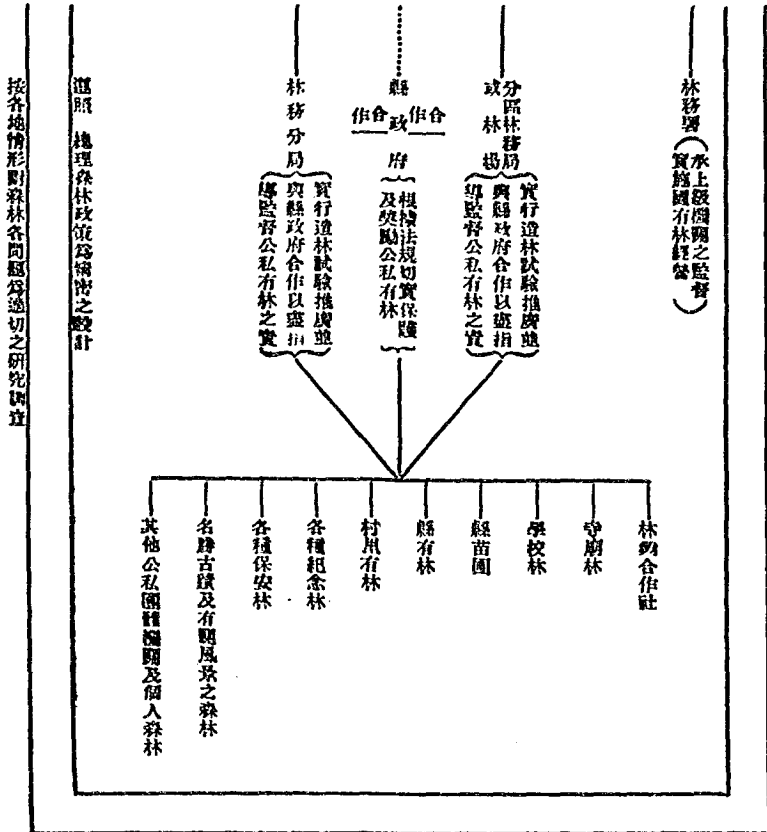 林務署
承上級機關之監督
實施國有林經營
分區林務局
或林場
實行造林試驗推廣並
與縣政府合作以盡指
導監督公私有林之責
合作
縣政府
合作
根據法規切實保護
及獎勵公私有林
林務分局
實行造林試驗推廣並
與縣政府合作以盡指
導監督公私有林之責
林務合作社
寺廟林
學校林
縣苗圃
縣有林
村有林
各種紀念林
各種保安林
名勝古蹟及有關風景之森林
其他公私團體機關及個人森林
遵照 總理森林政策為縝密之設計
按各地情形對森林各問題為適切之研究調查